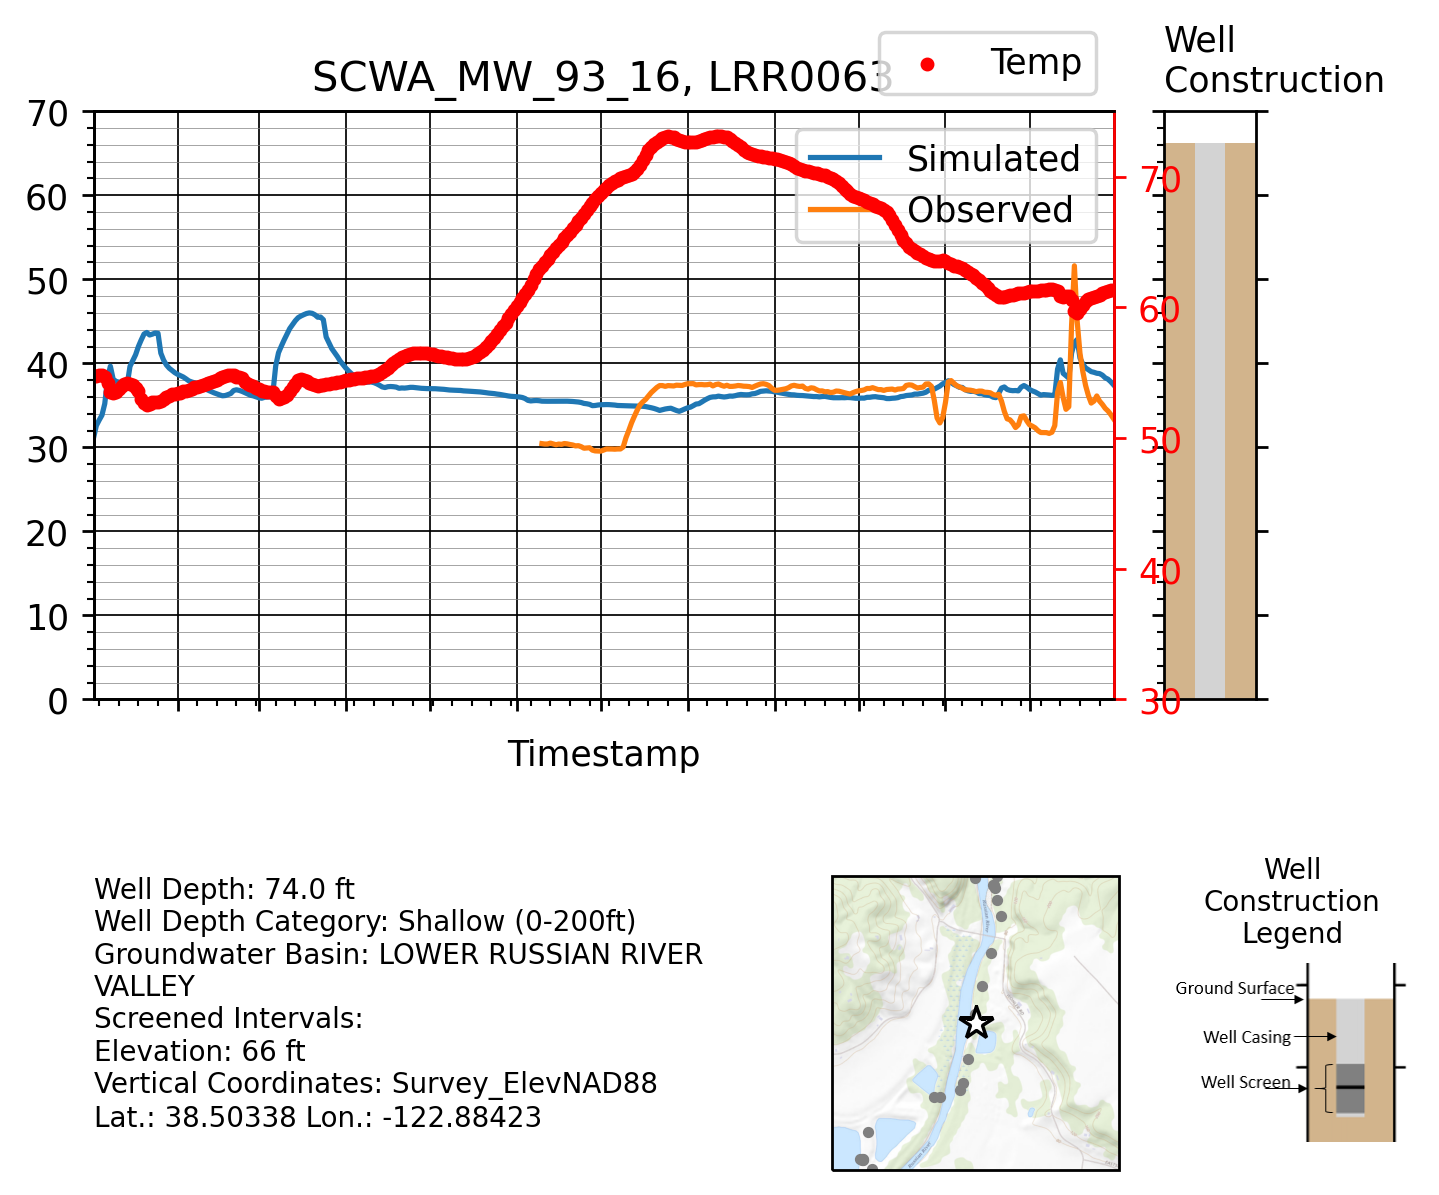 Well
Construction
Temp
SCWA_MW_93_16, LRR0063
70
60
50
40
30
20
10
0
Simulated
Observed
70
60
50
40
30
Timestamp
Well Depth: 74.0 ft
Well Depth Category: Shallow (0-200ft)
Groundwater Basin: LOWER RUSSIAN RIVER
VALLEY
Screened Intervals:
Elevation: 66 ft
Vertical Coordinates: Survey_ElevNAD88
Lat.: 38.50338 Lon.: -122.88423
Well
Construction
Legend
Ground Surface
Well Casing
Well Screen